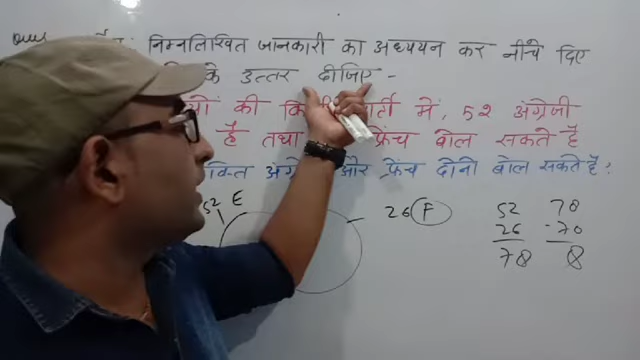 निम्नलिखित जानकारी का अध्ययन कर नीचे दिए
के उत्तर दीजिए -
की में, 52 अंग्रेजी
है तथा फ्रेंच बोल सकते है
अंग्रेजी और फ्रेंच दोनो बोल सकते है ?
52 E
26 F
52
26
78
78
-70
8